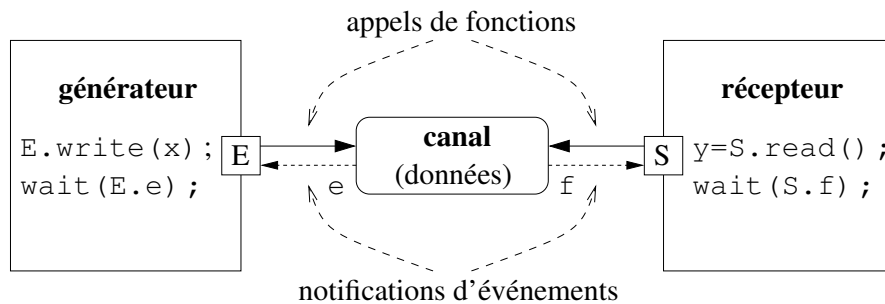 appels de fonctions
générateur
récepteur
canal
E.write(x);
E
S
y=S.read();
(données)
wait(E.e);
e
f
wait(S.f);
notifications d'événements